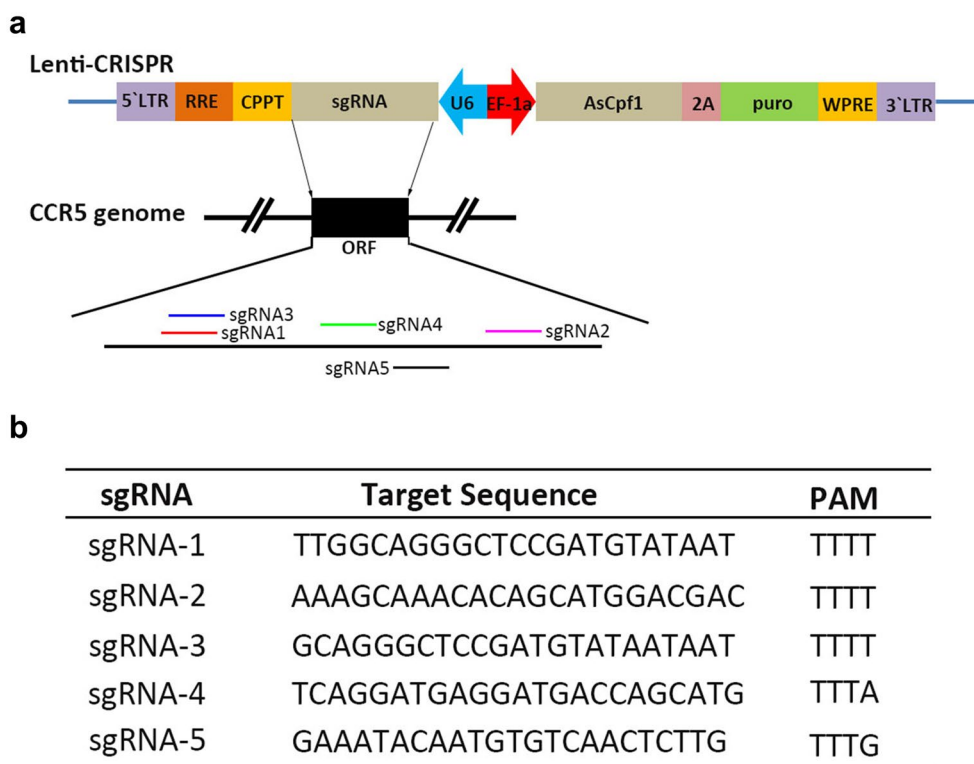 a
Lenti-CRISPR
5`LTR RRE CPPT sgRNA U6 EF-1a AsCpf1 2A puro WPRE 3`LTR
CCR5 genome
ORF
sgRNA3
sgRNA1
sgRNA4
sgRNA2
sgRNA5
b
sgRNA Target Sequence PAM
sgRNA-1 TTGGCAGGGCTCCGATGTATAAT TTTT
sgRNA-2 AAAGCAAACACAGCATGGACGAC TTTT
sgRNA-3 GCAGGGCTCCGATGTATAATAAT TTTT
sgRNA-4 TCAGGATGAGGATGACCAGCATG TTTA
sgRNA-5 GAAATACAATGTGTCAACTCTTG TTTG